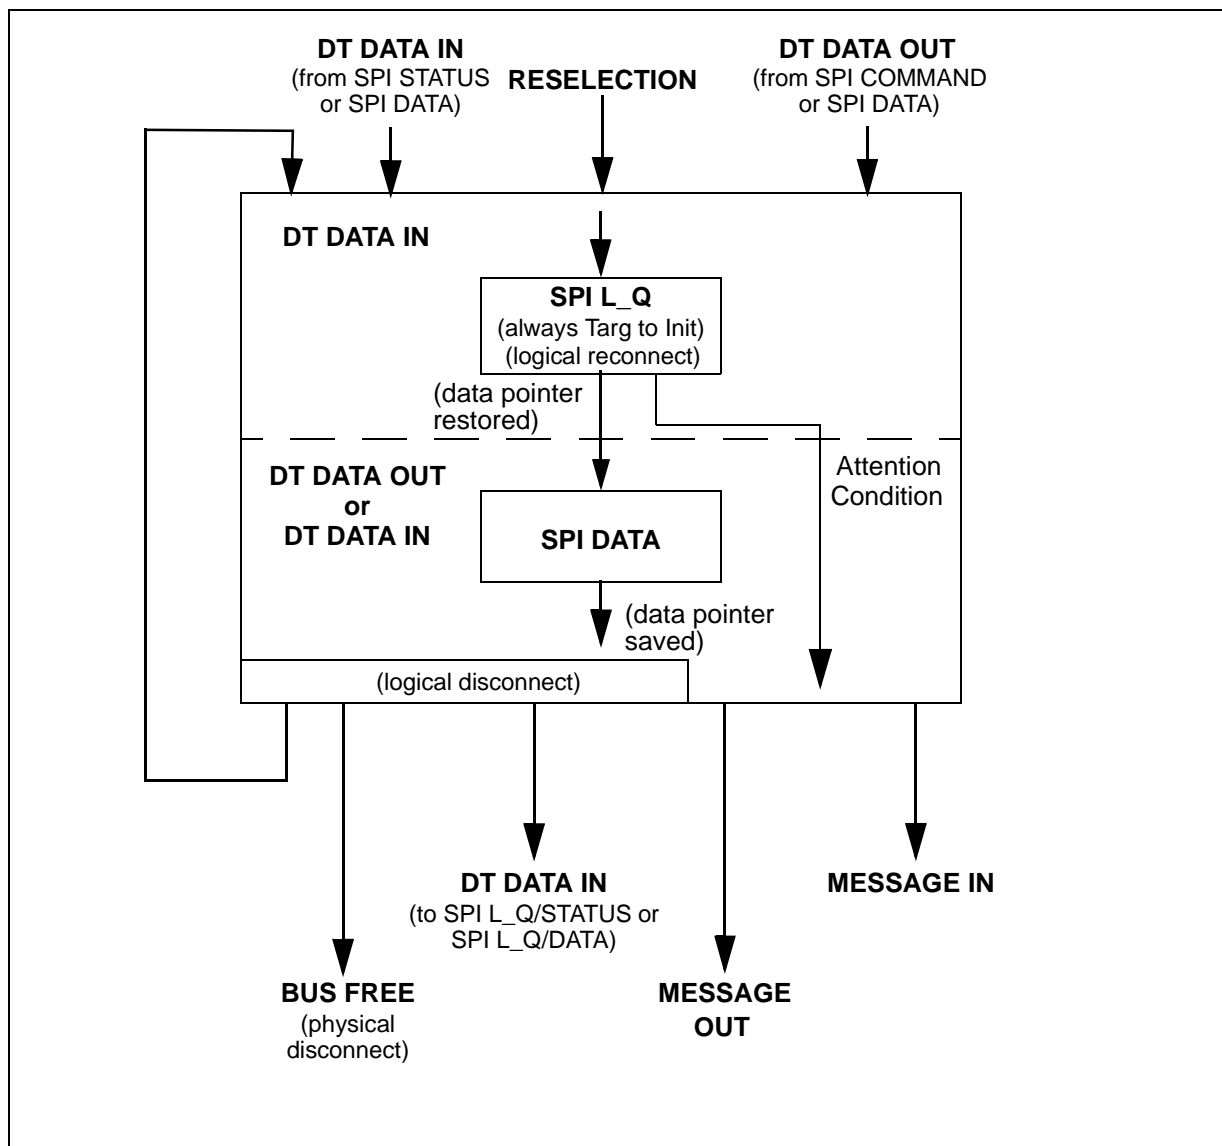 DT DATA IN
(from SPI STATUS
or SPI DATA)
RESELECTION
DT DATA OUT
(from SPI COMMAND
or SPI DATA)
DT DATA IN
SPI L_Q
(always Targ to Init)
(logical reconnect)
(data pointer
restored)
DT DATA OUT
or
DT DATA IN
Attention
Condition
SPI DATA
(data pointer
saved)
(logical disconnect)
DT DATA IN
(to SPI L_Q/STATUS or
SPI L_Q/DATA)
MESSAGE IN
BUS FREE
(physical
disconnect)
MESSAGE
OUT